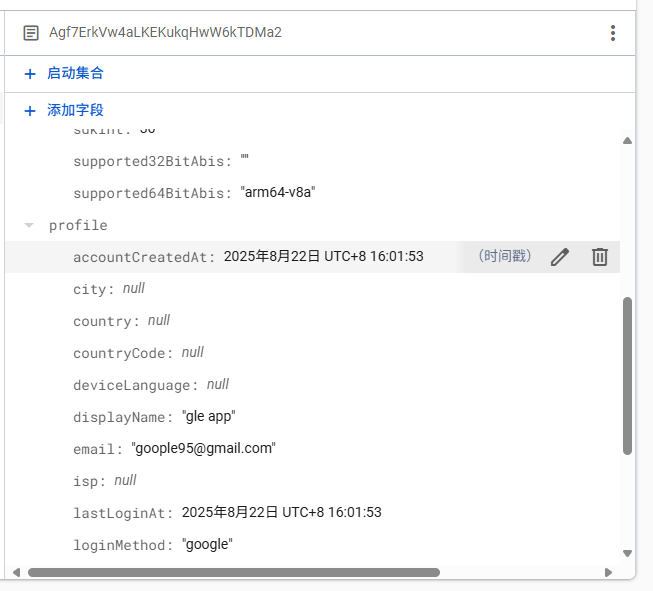 Agf7ErkVw4aLKEKukqHwW6kTDMa2
+ 启动集合
+ 添加字段
sdkInt: 36
supported32BitAbis: ""
supported64BitAbis: "arm64-v8a"
profile
accountCreatedAt: 2025年8月22日 UTC+8 16:01:53 （时间戳）
city: null
country: null
countryCode: null
deviceLanguage: null
displayName: "gle app"
email: "goople95@gmail.com"
isp: null
lastLoginAt: 2025年8月22日 UTC+8 16:01:53
loginMethod: "google"